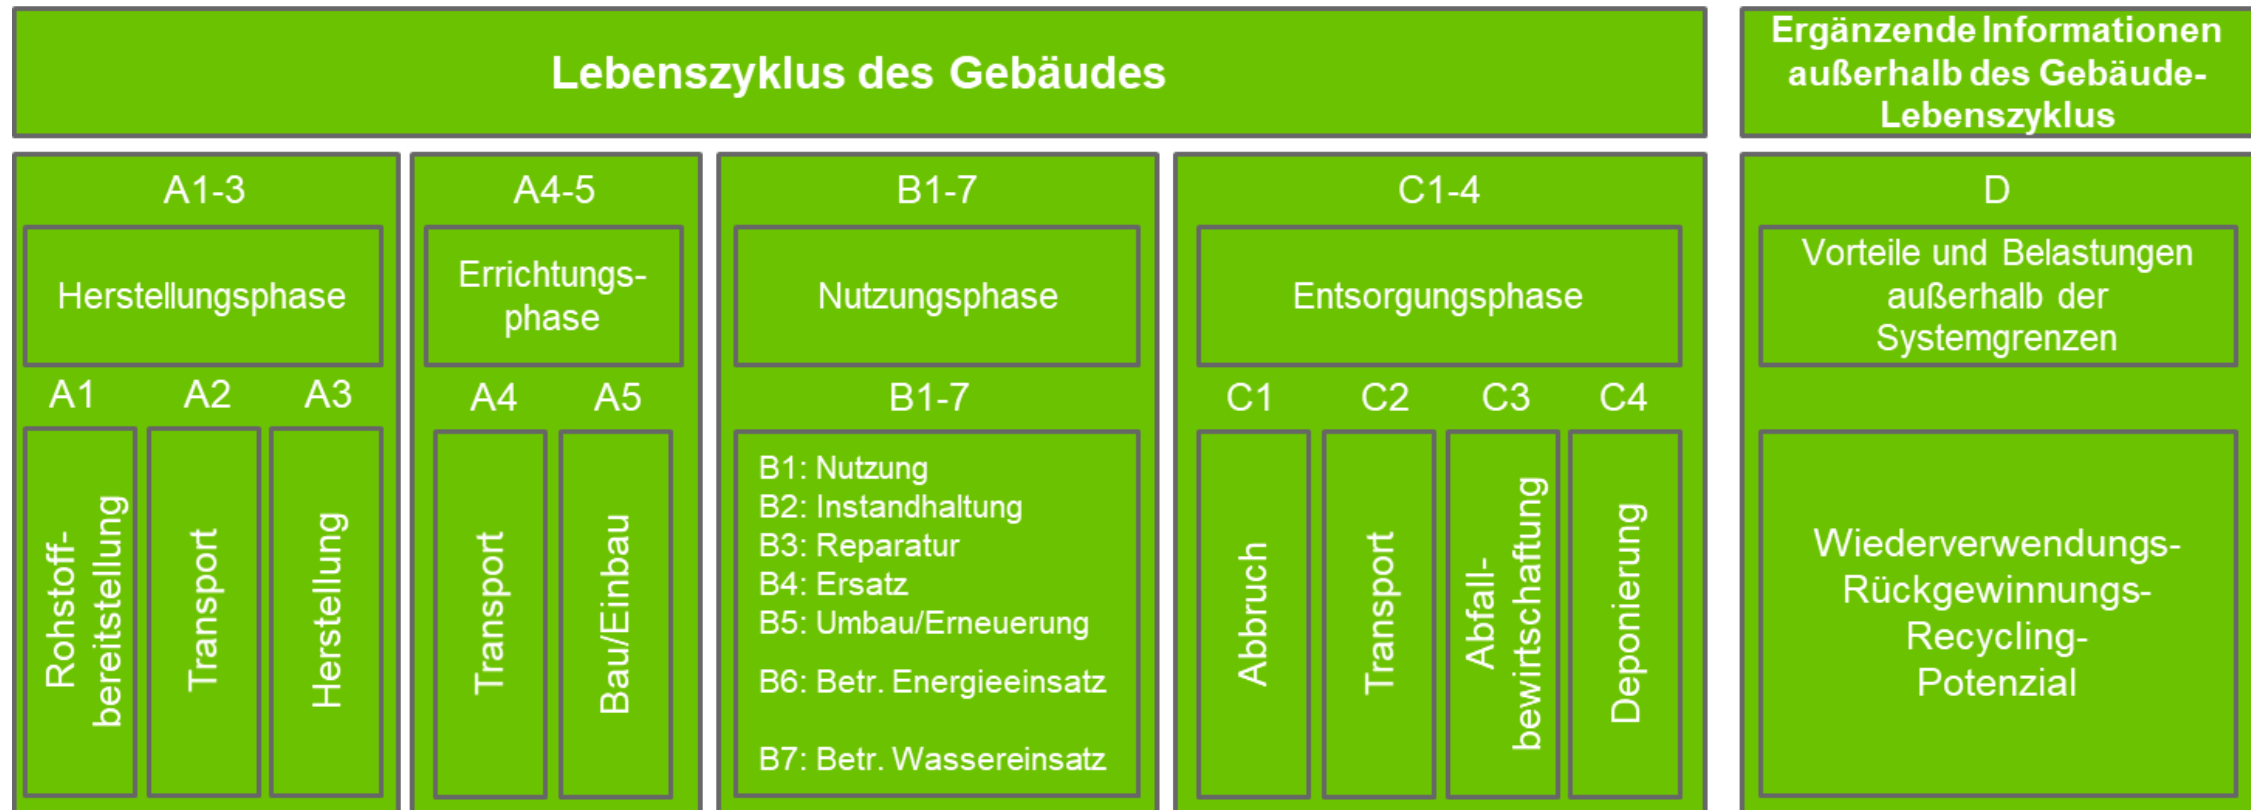 Lebenszyklus des Gebäudes
Ergänzende Informationen
außerhalb des Gebäude-
Lebenszyklus
A1-3
Herstellungsphase
A1
A2
A3
Rohstoff-
bereitstellung
Transport
Herstellung
A4-5
Errichtungs-
phase
A4
A5
Transport
Bau/Einbau
B1-7
Nutzungsphase
B1-7
B1: Nutzung
B2: Instandhaltung
B3: Reparatur
B4: Ersatz
B5: Umbau/Erneuerung
B6: Betr. Energieeinsatz
B7: Betr. Wassereinsatz
C1-4
Entsorgungsphase
C1
C2
C3
C4
Abbruch
Transport
Abfall-
bewirtschaftung
Deponierung
D
Vorteile und Belastungen
außerhalb der
Systemgrenzen
Wiederverwendungs-
Rückgewinnungs-
Recycling-
Potenzial